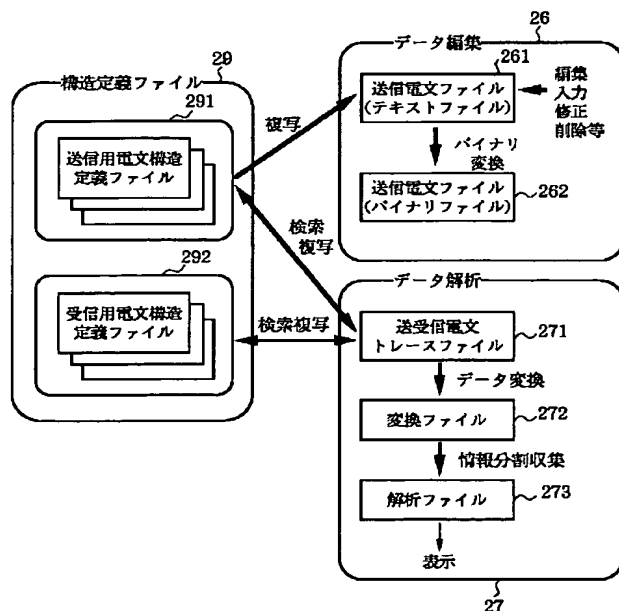 構造定義ファイル
29
291
送信用電文構造
定義ファイル
292
受信用電文構造
定義ファイル
複写
検索
複写
検索複写
データ編集
26
261
送信電文ファイル
(テキストファイル)
編集
入力
修正
削除等
バイナリ
変換
送信電文ファイル
(バイナリファイル)
262
データ解析
送受信電文
トレースファイル
271
データ変換
変換ファイル
272
情報分割収集
解析ファイル
273
表示
27